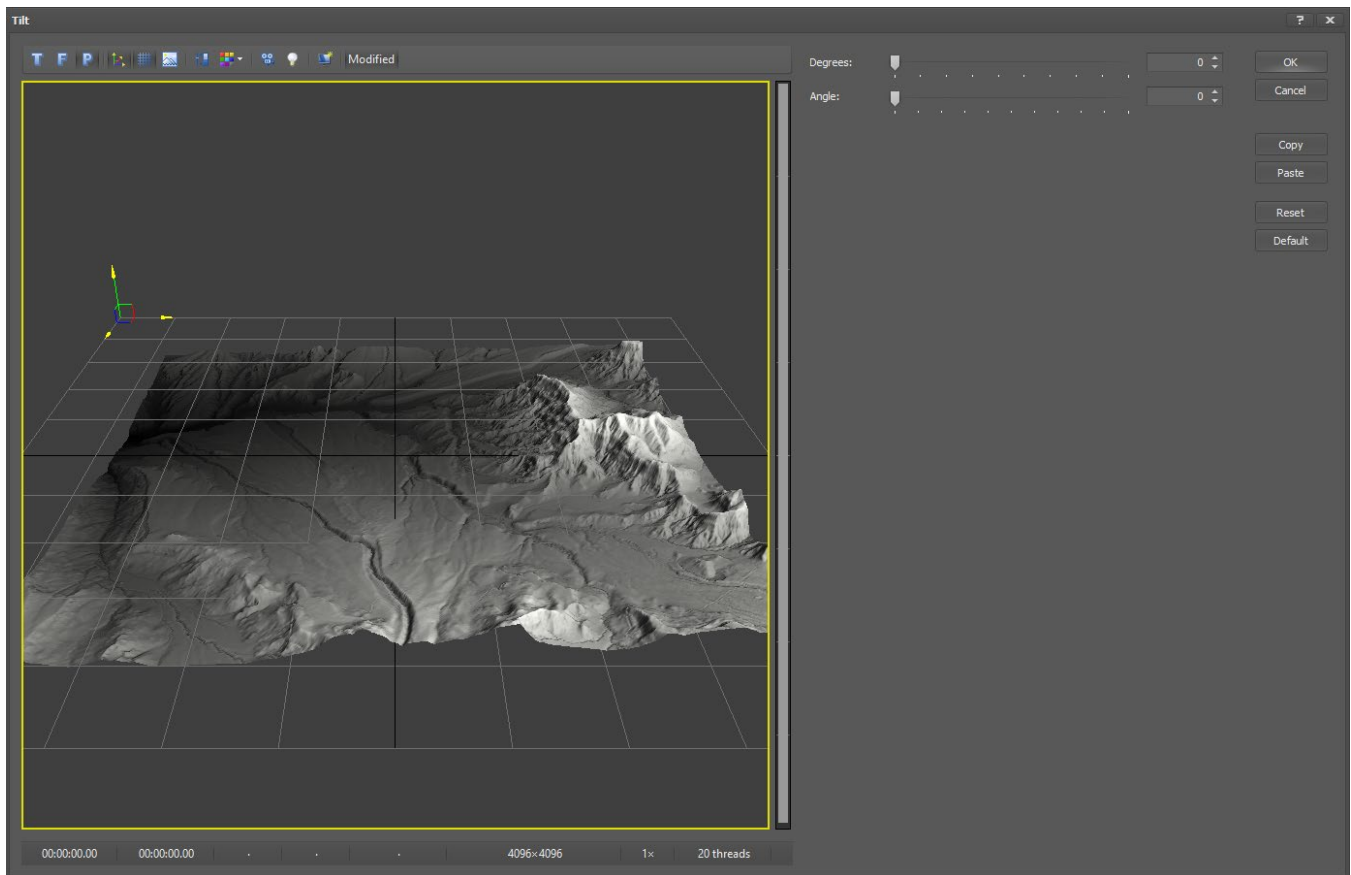 Tilt
? ×
T F P Modified
Degrees: 0
OK
Angle: 0
Cancel
Copy
Paste
Reset
Default
00:00:00.00 00:00:00.00 . . . 4096×4096 1× 20 threads